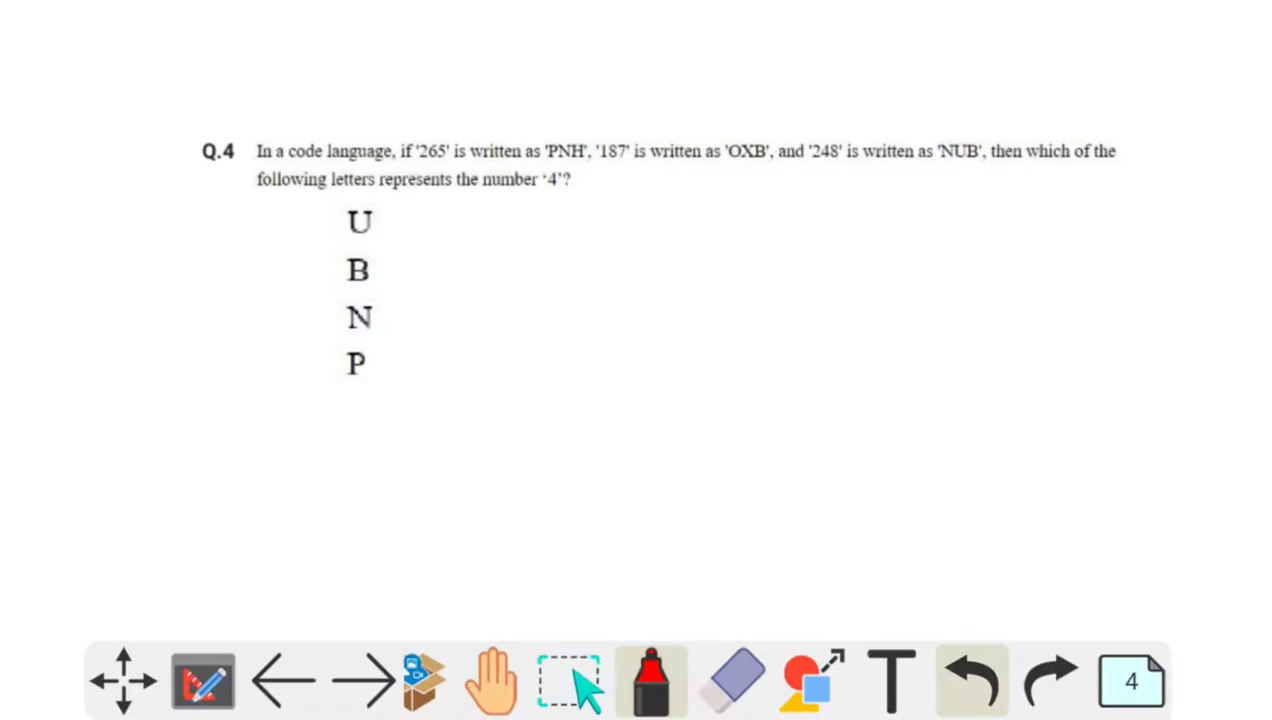 Q.4 In a code language, if '265' is written as 'PNH', '187' is written as 'OXB', and '248' is written as 'NUB', then which of the
following letters represents the number ‘4’?
U
B
N
P
T
4